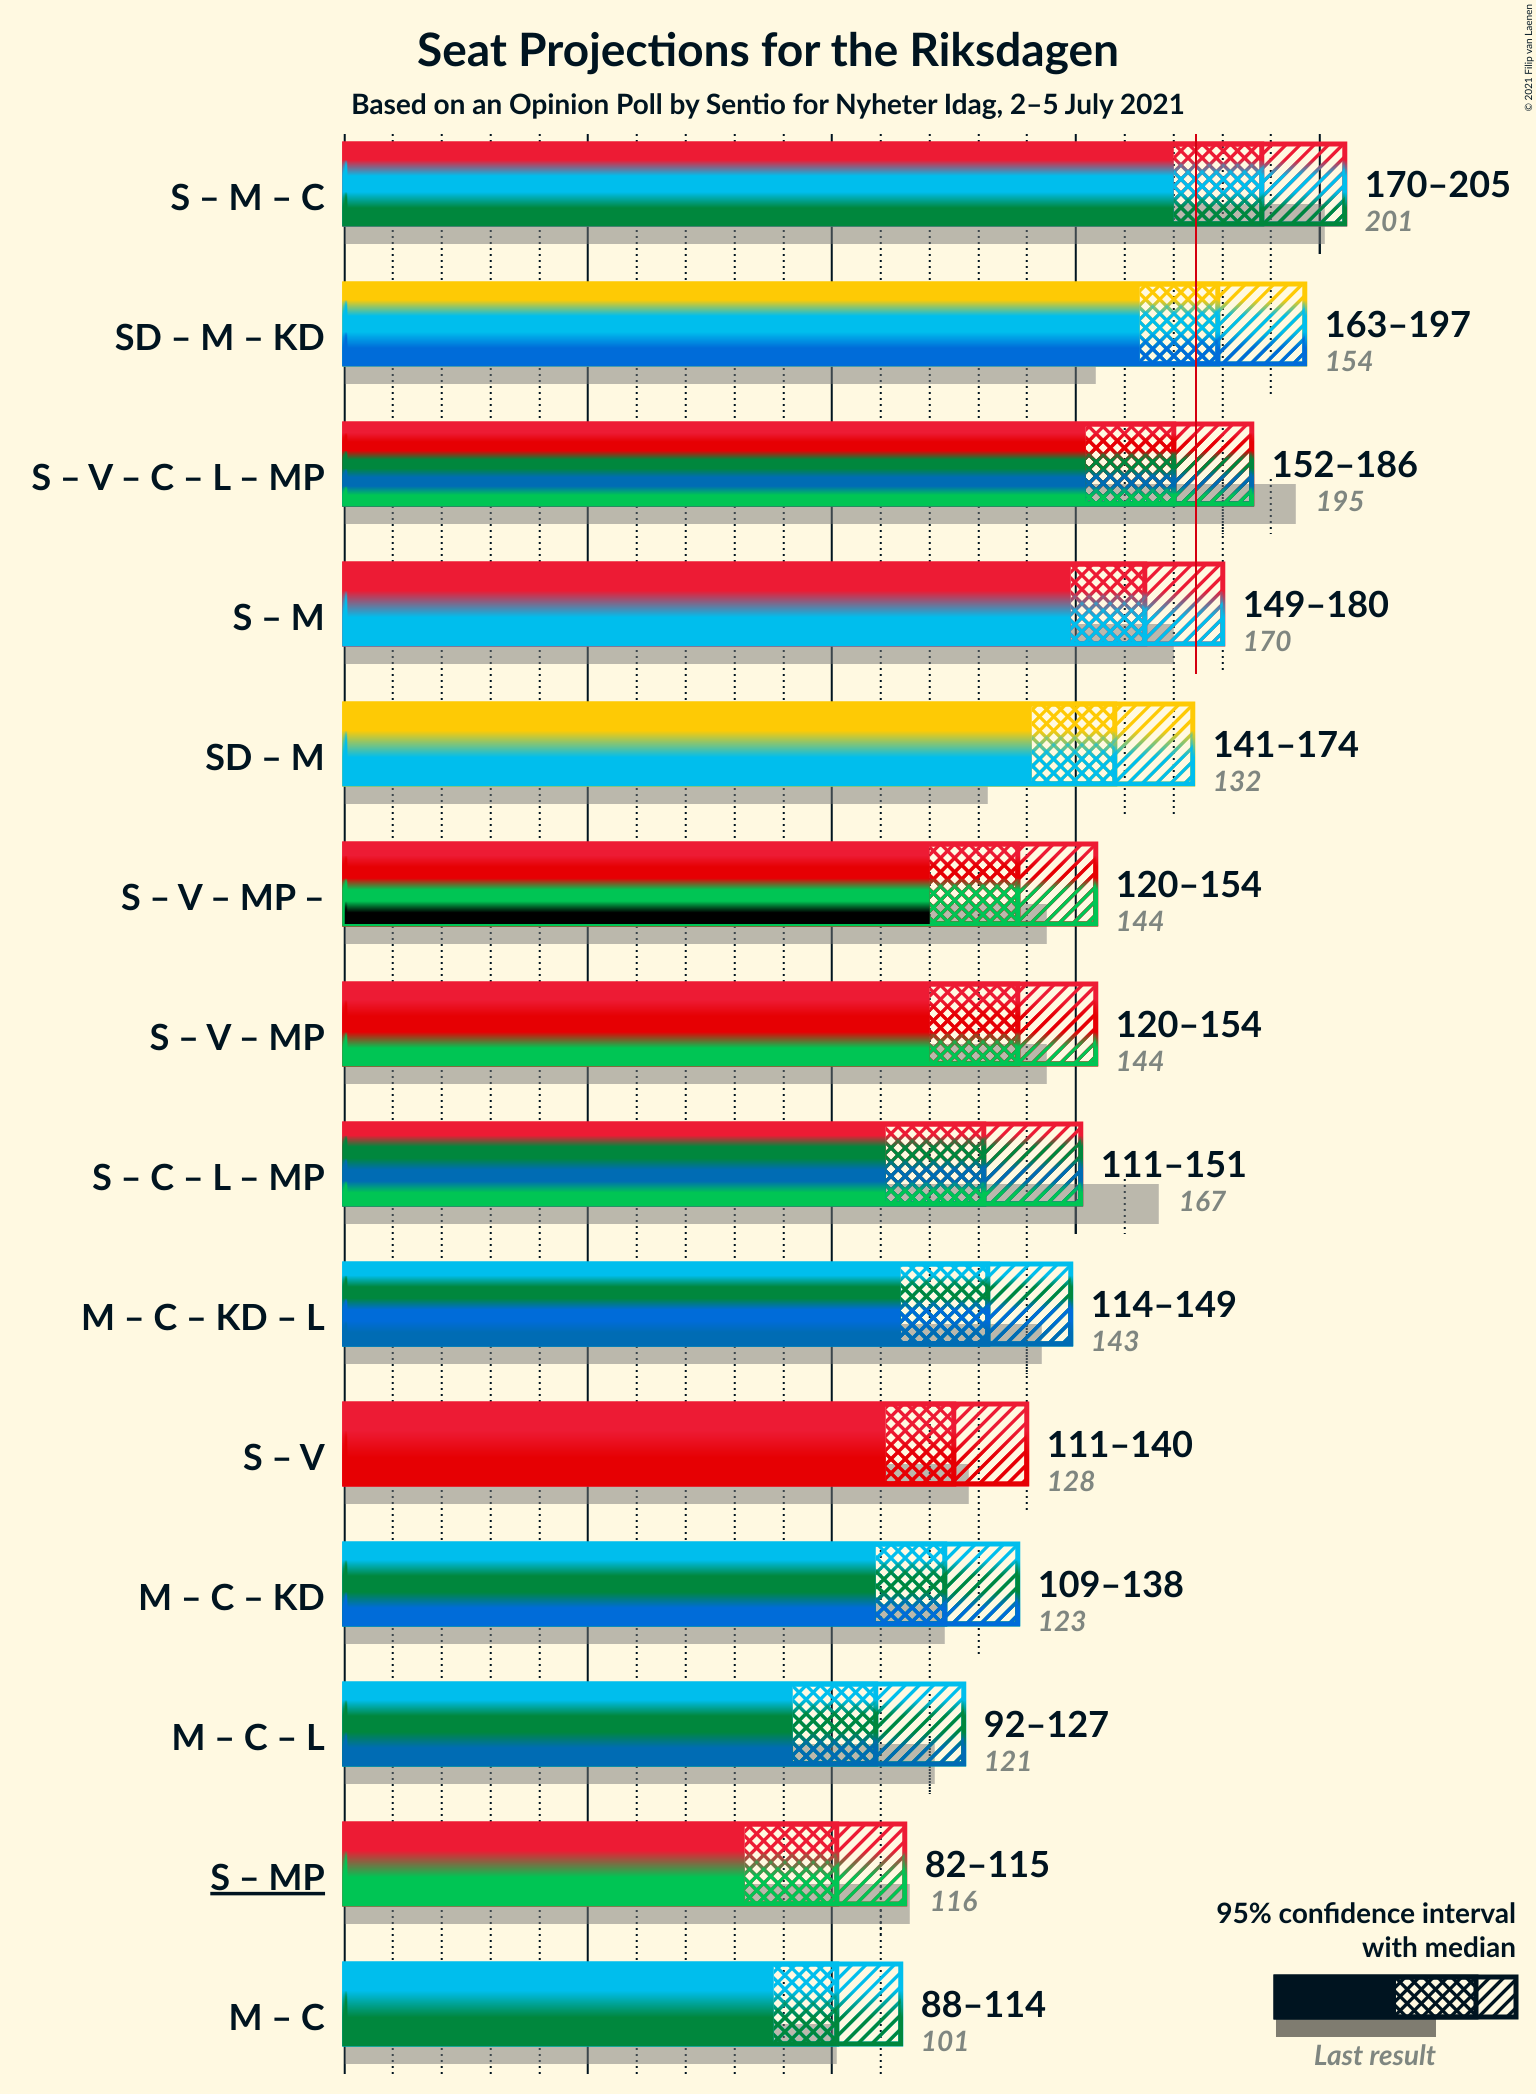 Seat Projections for the Riksdagen
Based on an Opinion Poll by Sentio for Nyheter Idag, 2–5 July 2021
© 2021 Filip van Laenen
S – M – C
170–205
201
SD – M – KD
163–197
154
S – V – C – L – MP
152–186
195
S – M
149–180
170
SD – M
141–174
132
S – V – MP –
120–154
144
S – V – MP
120–154
144
S – C – L – MP
111–151
167
M – C – KD – L
114–149
143
S – V
111–140
128
M – C – KD
109–138
123
M – C – L
92–127
121
S – MP
82–115
116
M – C
88–114
101
95% confidence interval
with median
Last result